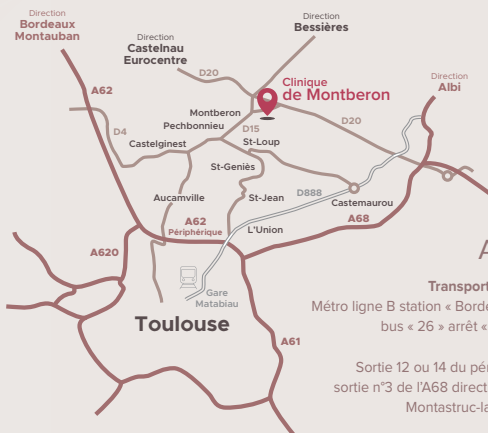 Direction
Bordeaux
Montauban
Direction
Castelnau
Eurocentre
Direction
Bessières
D20
A62
Clinique
de Montberon
Direction
Albi
Montberon
Pechbonnieu
D15
D20
D4
Castelginest
St-Loup
St-Geniès
Aucamville
St-Jean
D888
Castemaurou
A62
Périphérique
L'Union
A68
A620
Gare
Matabiau
Toulouse
A61
Transport
Métro ligne B station « Borde
bus « 26 » arrêt «
Sortie 12 ou 14 du pé
sortie n°3 de l'A68 direct
Montastruc-la